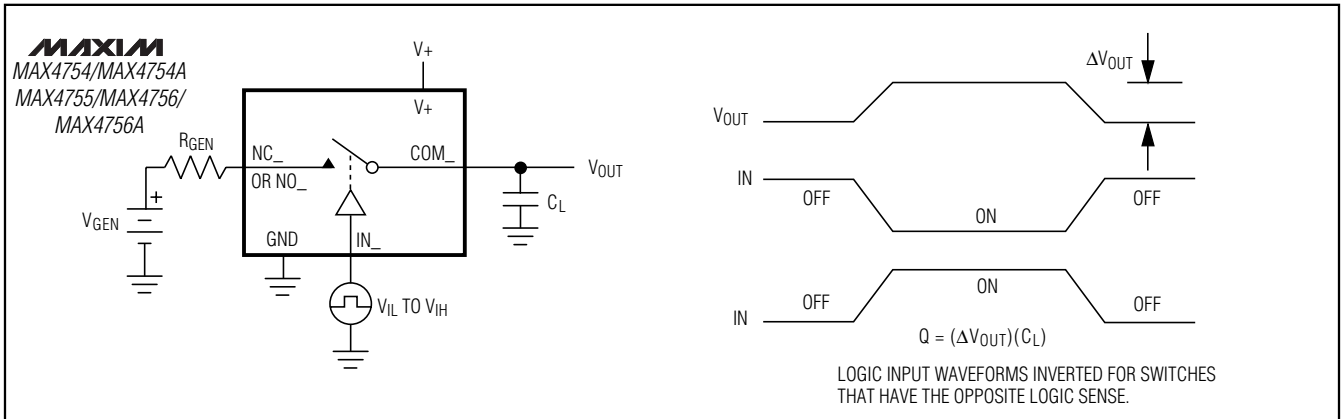 MAXIM
MAX4754/MAX4754A
MAX4755/MAX4756/
MAX4756A
V+
V+
RGEN
NC_
OR NO_
COM_
VOUT
CL
VGEN
+
GND
IN_
VIL TO VIH
ΔVOUT
VOUT
IN
OFF
ON
OFF
IN
OFF
ON
OFF
Q = (ΔVOUT)(CL)
LOGIC INPUT WAVEFORMS INVERTED FOR SWITCHES
THAT HAVE THE OPPOSITE LOGIC SENSE.